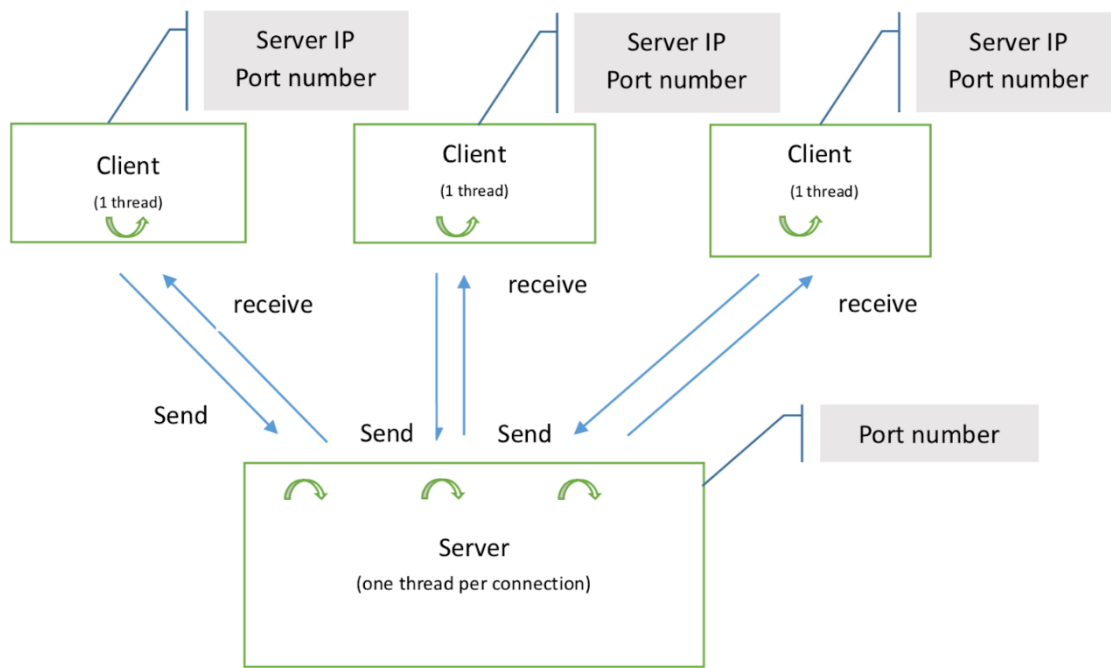 Server IP
Port number
Server IP
Port number
Server IP
Port number
Client
(1 thread)
Client
(1 thread)
Client
(1 thread)
receive
receive
receive
Send
Send
Send
Port number
Server
(one thread per connection)